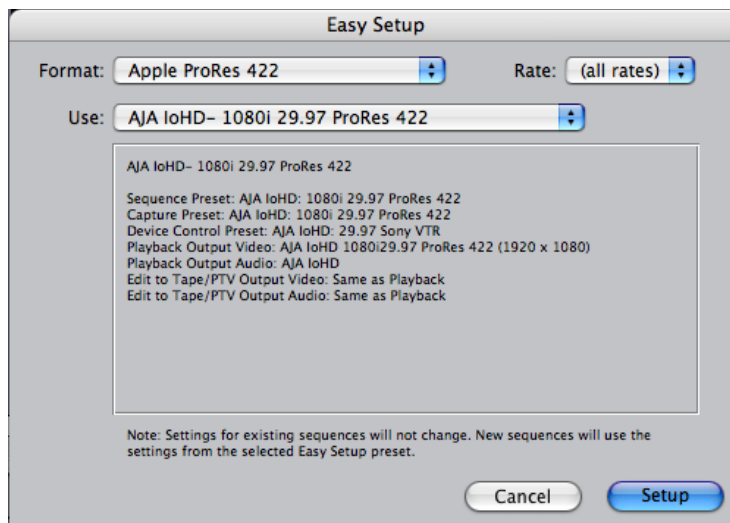 Easy Setup
Format: Apple ProRes 422 Rate: (all rates)
Use: AJA IoHD– 1080i 29.97 ProRes 422
AJA IoHD– 1080i 29.97 ProRes 422
Sequence Preset: AJA IoHD: 1080i 29.97 ProRes 422
Capture Preset: AJA IoHD: 1080i 29.97 ProRes 422
Device Control Preset: AJA IoHD: 29.97 Sony VTR
Playback Output Video: AJA IoHD 1080i29.97 ProRes 422 (1920 x 1080)
Playback Output Audio: AJA IoHD
Edit to Tape/PTV Output Video: Same as Playback
Edit to Tape/PTV Output Audio: Same as Playback
Note: Settings for existing sequences will not change. New sequences will use the
settings from the selected Easy Setup preset.
Cancel Setup